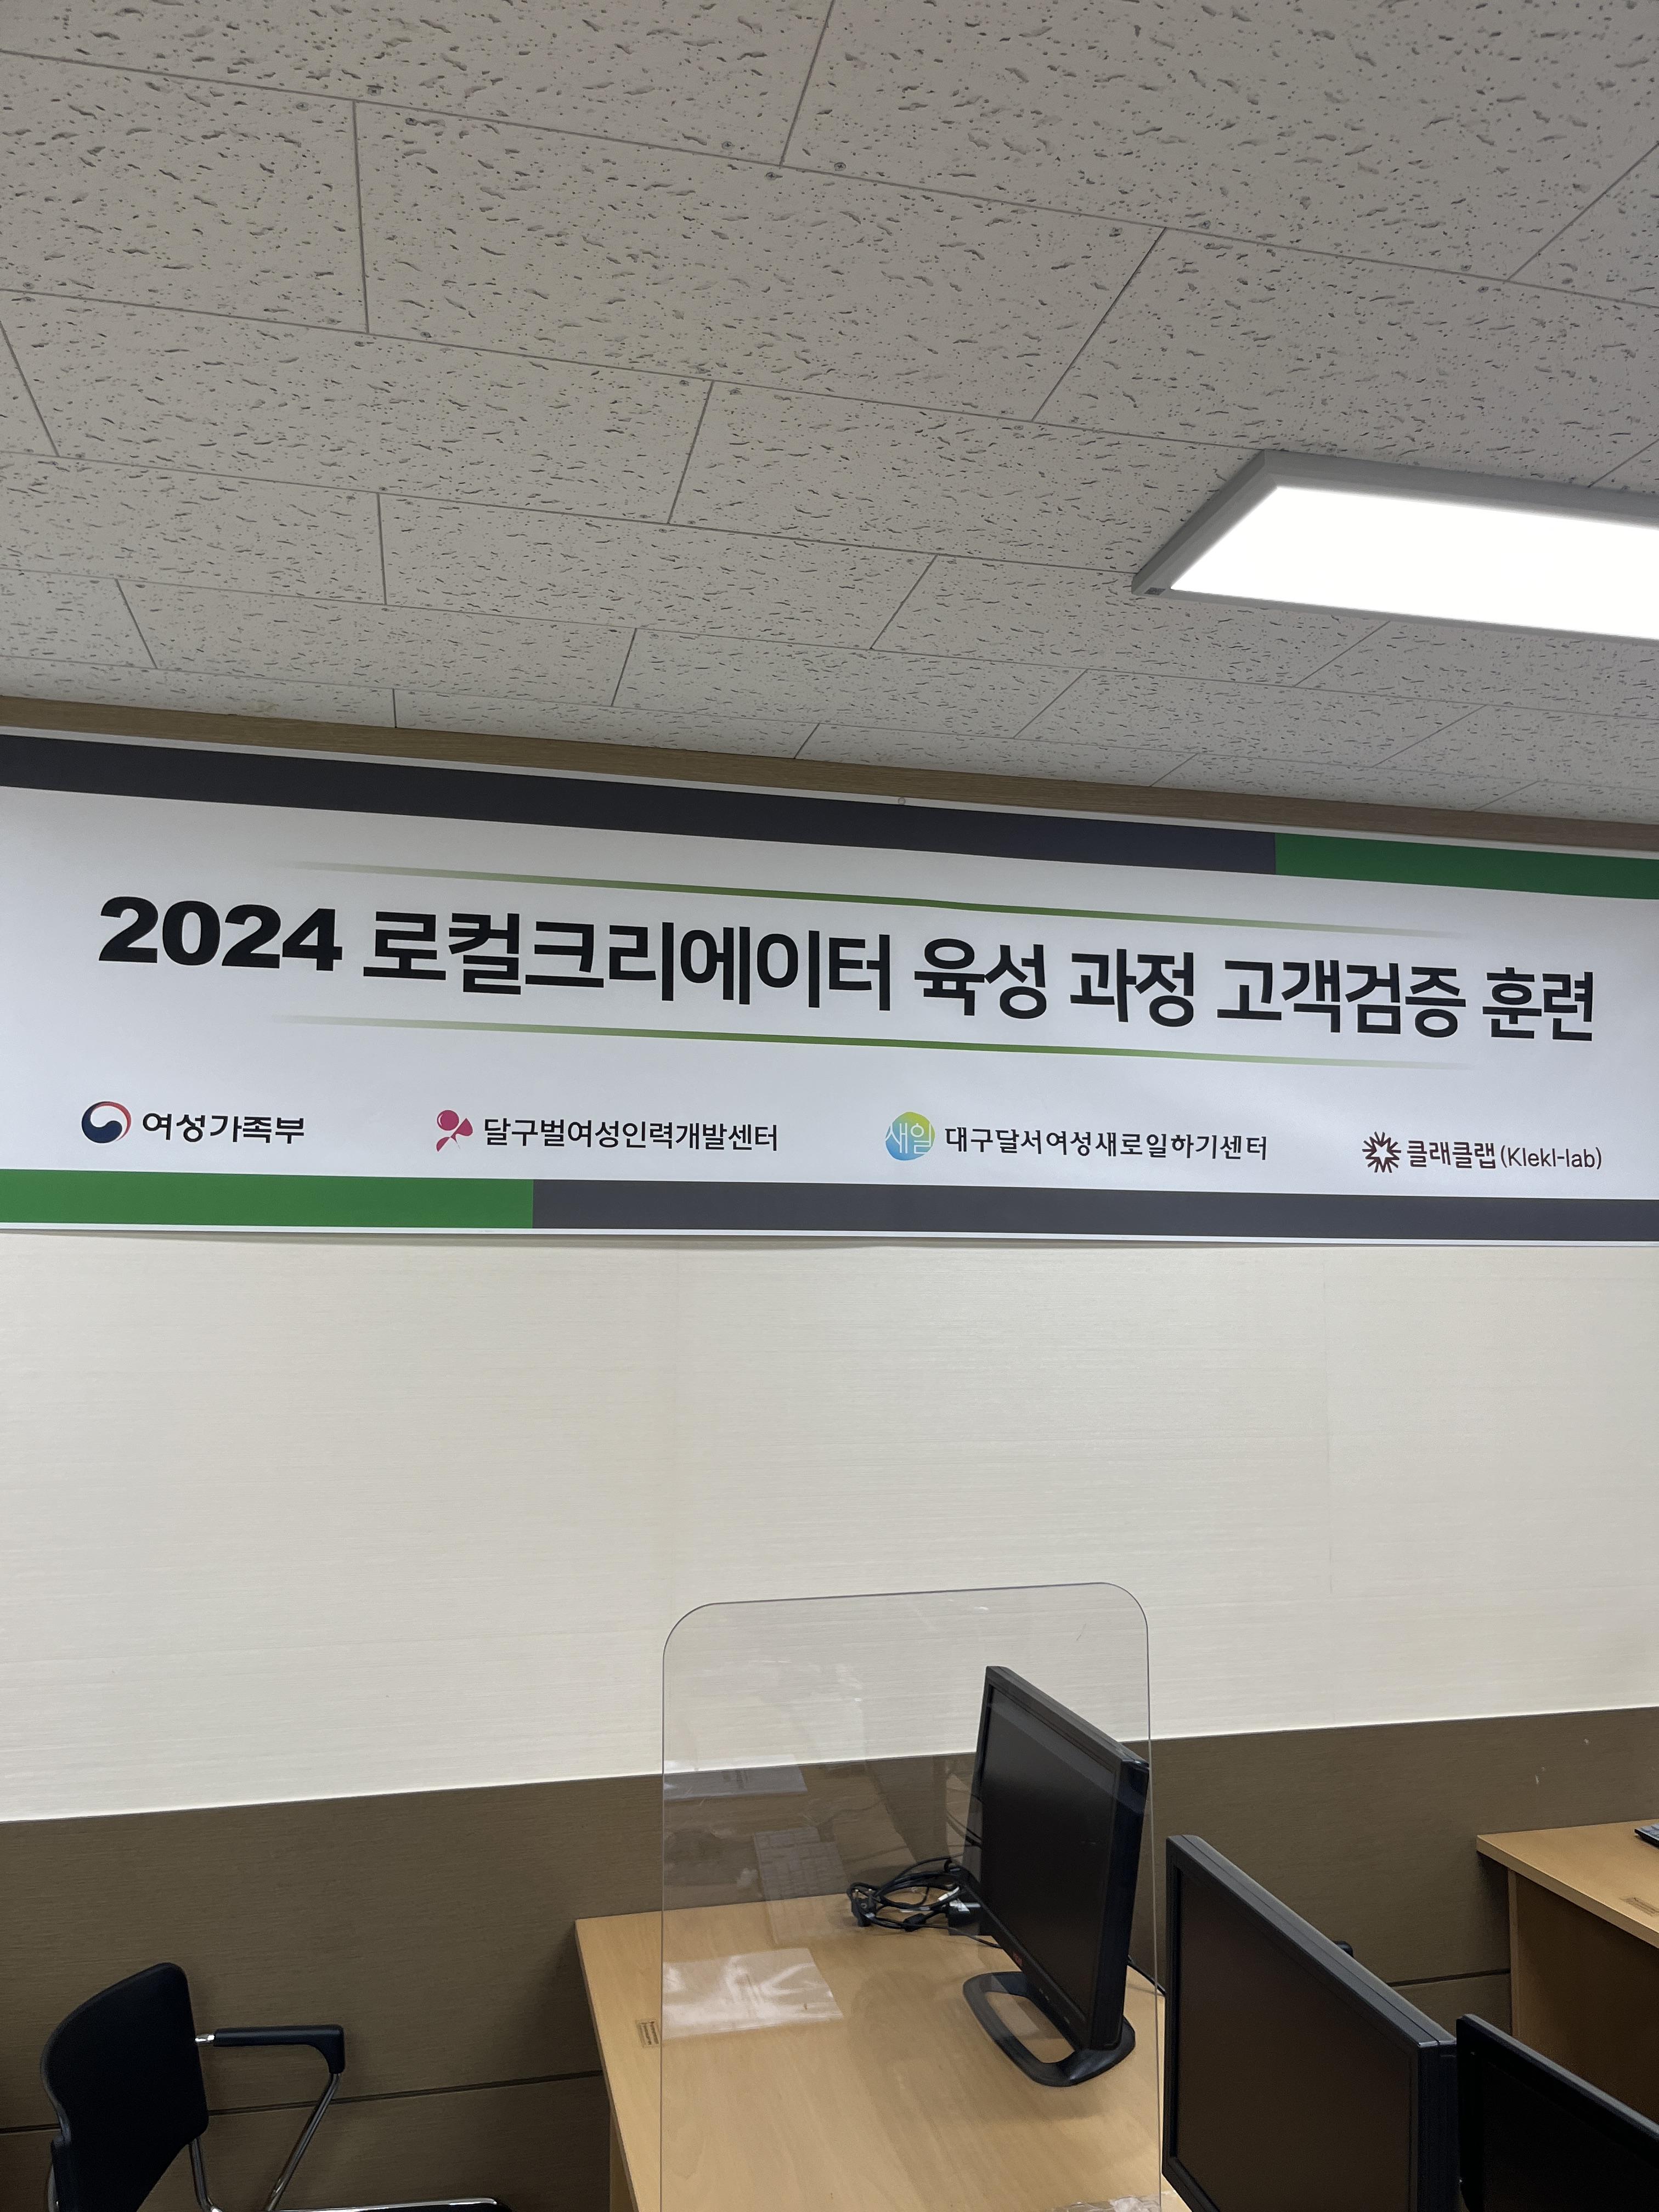 2024 로컬크리에이터 육성 과정 고객검증 훈련
여성가족부 달구벌여성인력개발센터 새일 대구달서여성새로일하기센터 클래클랩(Klekl-lab)